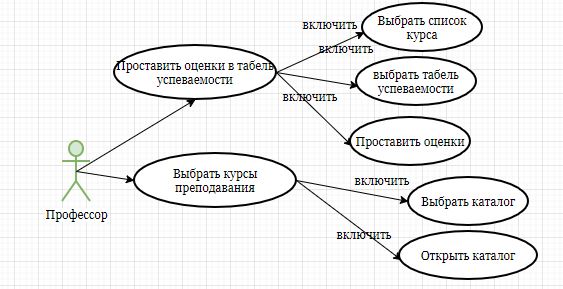 включить
Выбрать список
курса
включить
Проставить оценки в табель
успеваемости
выбрать табель
успеваемости
включить
Проставить оценки
Выбрать курсы
преподавания
включить
Выбрать каталог
Профессор
включить
Открыть каталог